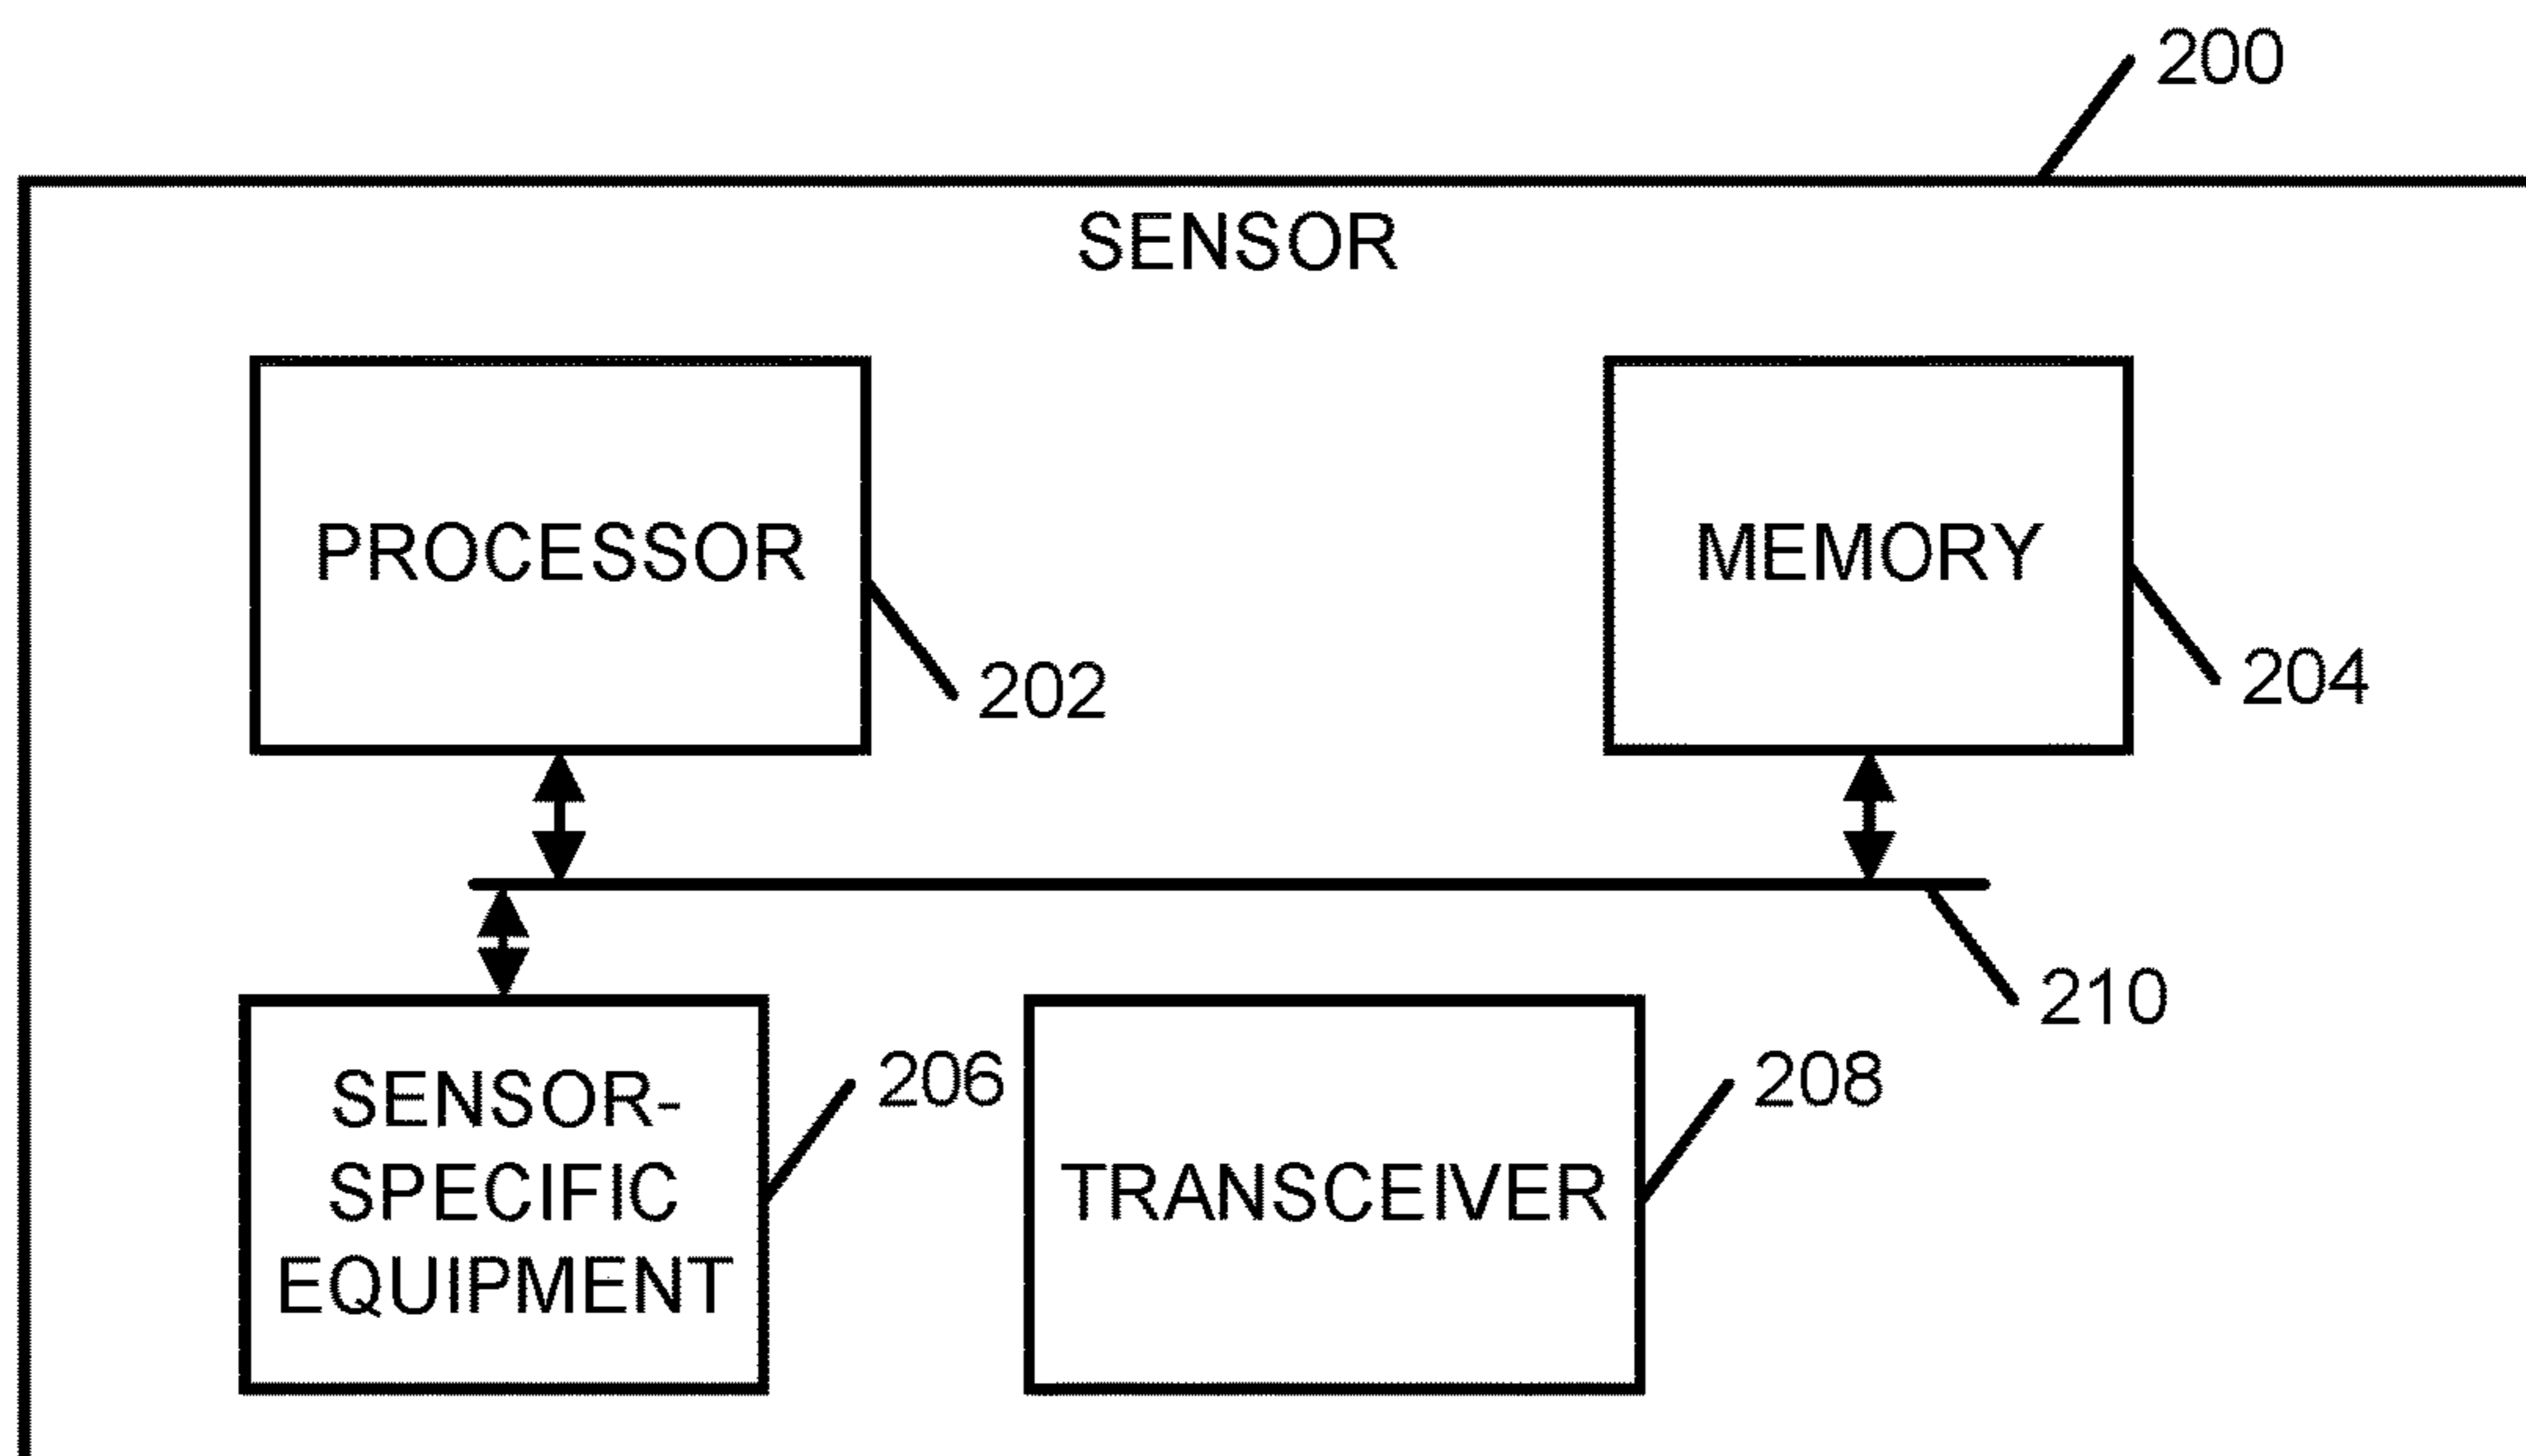 200
SENSOR
PROCESSOR
202
MEMORY
204
210
SENSOR-
SPECIFIC
EQUIPMENT
206
TRANSCEIVER
208